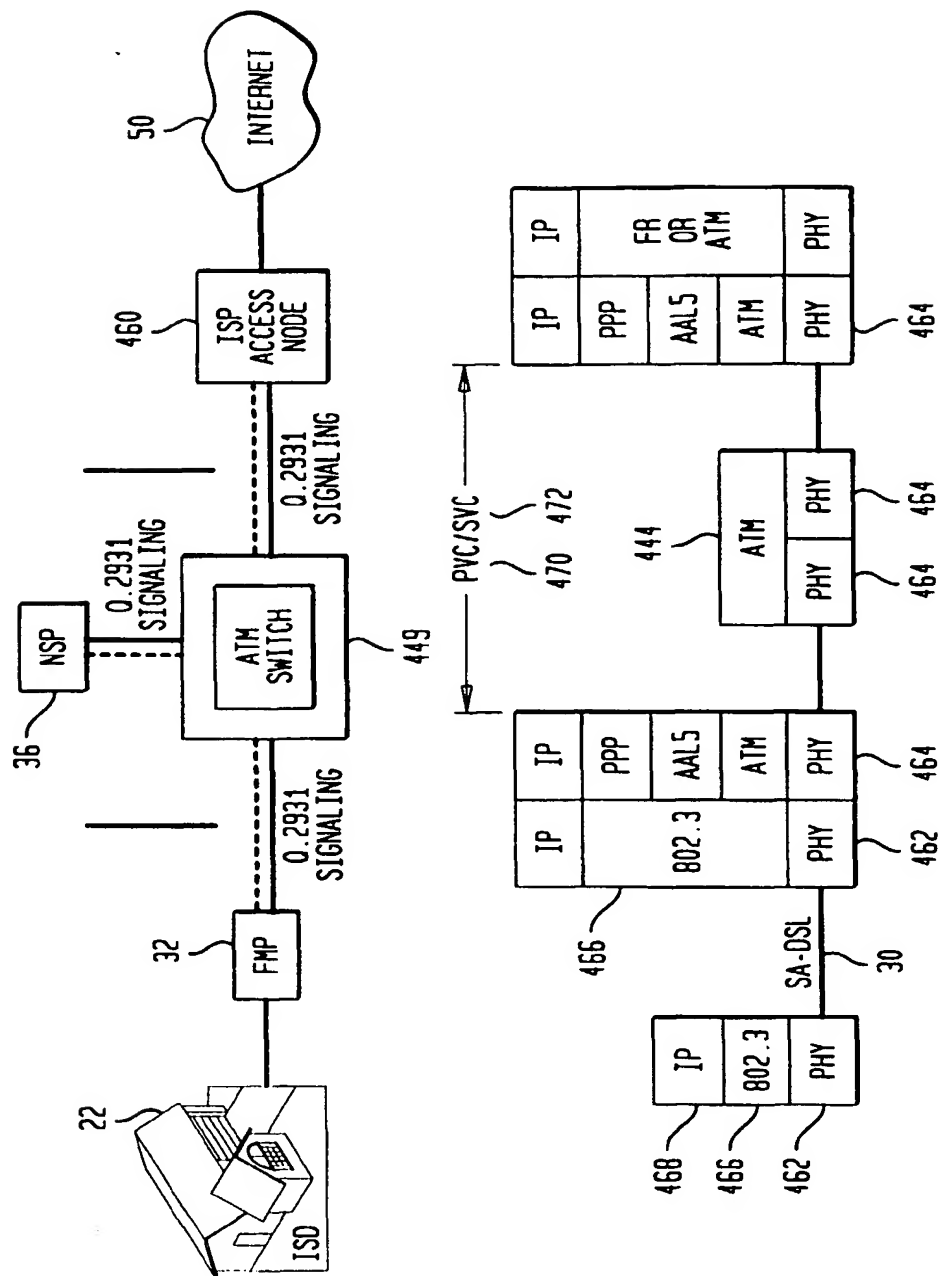 22
ISD
32
FMP
Q.2931
SIGNALING
36
NSP
Q.2931
SIGNALING
ATM
SWITCH
449
Q.2931
SIGNALING
460
ISP
ACCESS
NODE
50
INTERNET
468
IP
466
802.3
462
PHY
SA-DSL
30
466
IP
802.3
PHY
462
IP
PPP
AAL5
ATM
PHY
464
PVC/SVC
470
472
444
ATM
PHY
PHY
464
464
IP
PPP
AAL5
ATM
PHY
464
IP
FR
OR
ATM
PHY